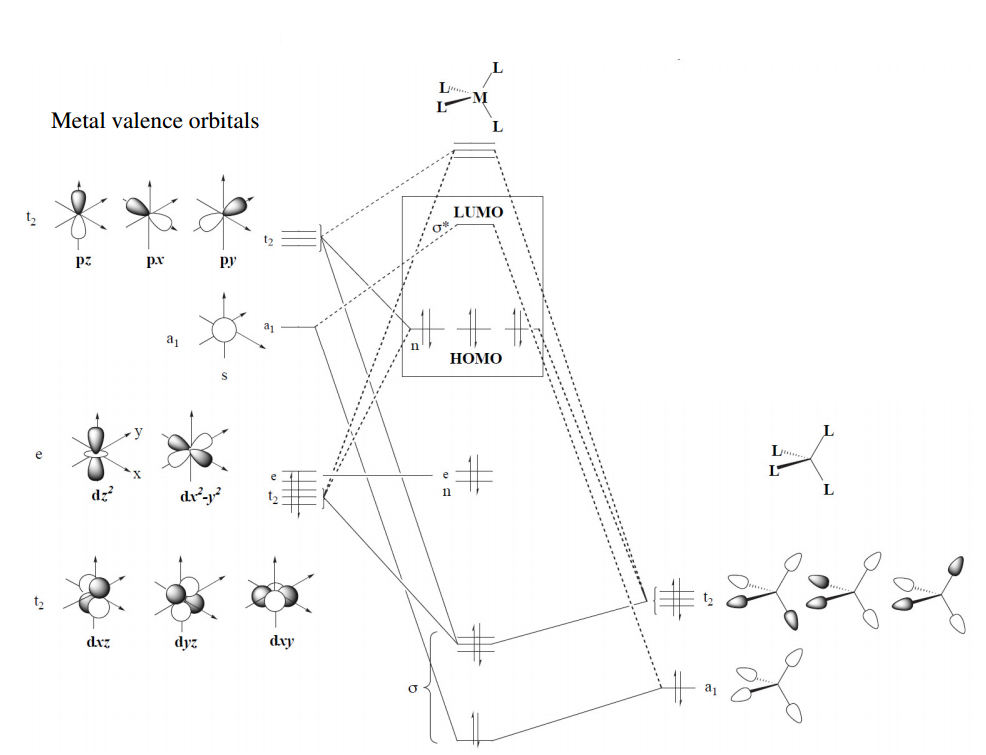 L
L
M
L
L
Metal valence orbitals
t2
pz px py
t2
LUMO
σ*
a1
s
a1
n
HOMO
e
y
x
dz² dx²-y²
e
t2
e
n
L
L
L
L
t2
dxz dyz dxy
t2
σ
a1